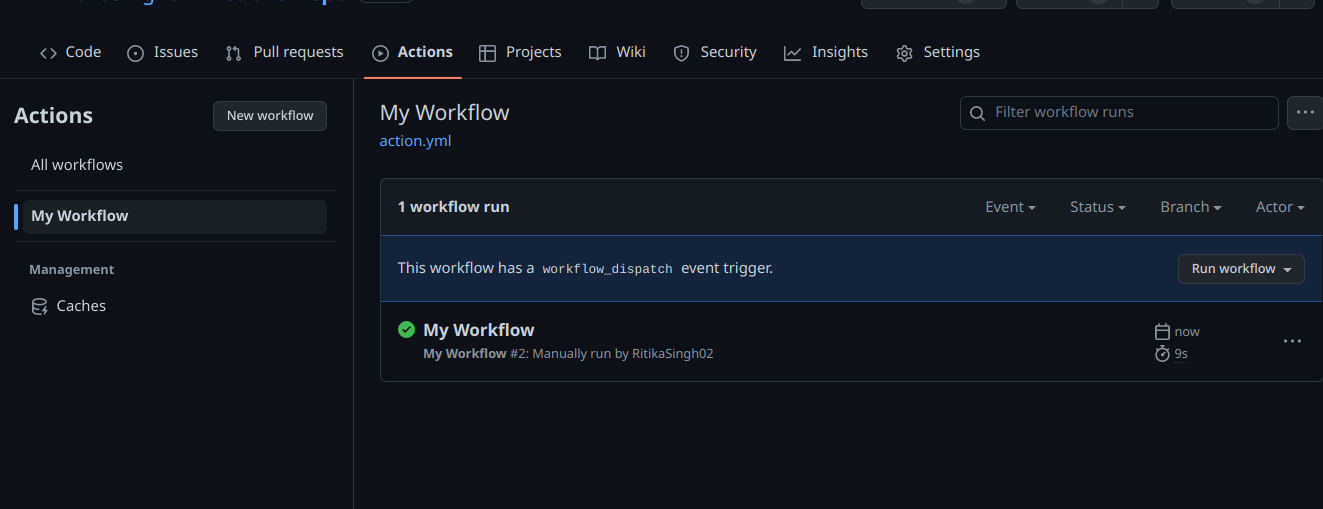 Code Issues Pull requests Actions Projects Wiki Security Insights Settings
Actions
New workflow
All workflows
My Workflow
Management
Caches
My Workflow
action.yml
Filter workflow runs
1 workflow run
Event Status Branch Actor
This workflow has a workflow_dispatch event trigger.
Run workflow
My Workflow
My Workflow #2: Manually run by RitikaSingh02
now
9s